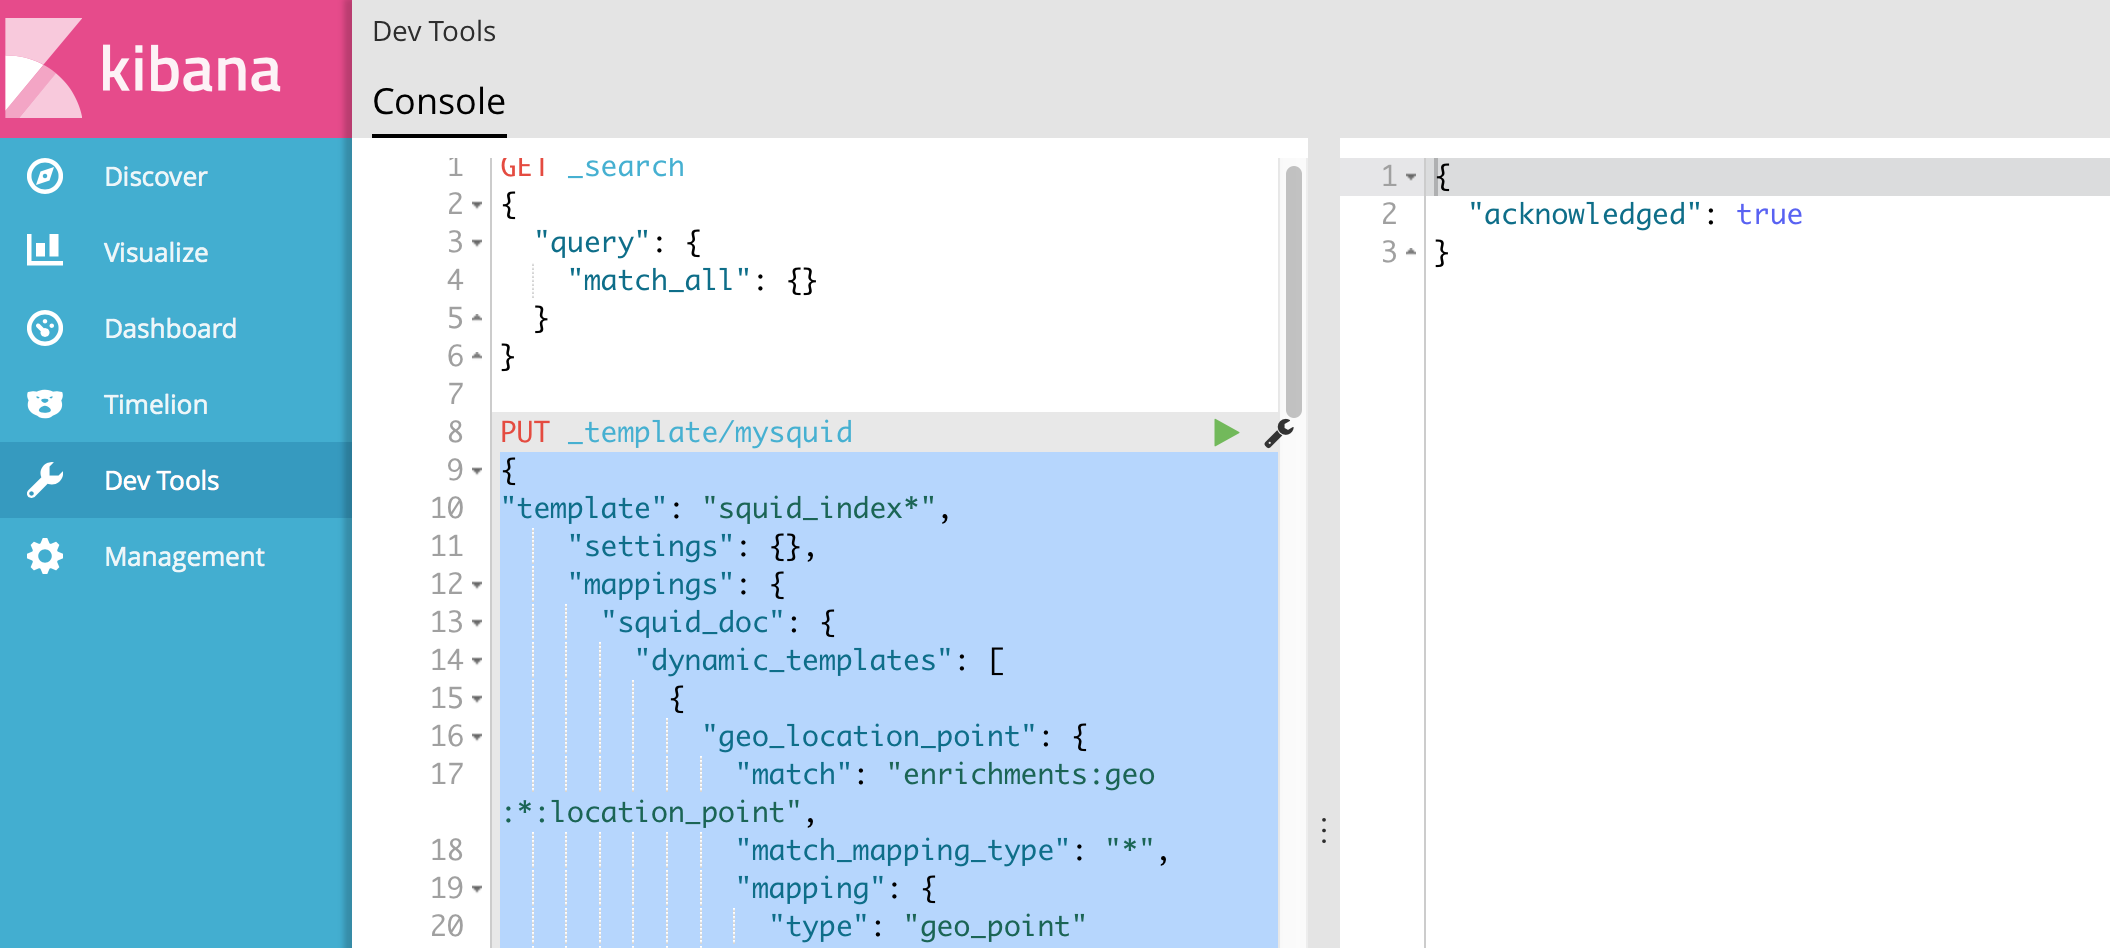 kibana
Discover
Visualize
Dashboard
Timelion
Dev Tools
Management
Dev Tools
Console
1 GET _search
2 {
3 "query": {
4 "match_all": {}
5 }
6 }
7
8 PUT _template/mysquid
9 {
10 "template": "squid_index*",
11 "settings": {},
12 "mappings": {
13 "squid_doc": {
14 "dynamic_templates": [
15 {
16 "geo_location_point": {
17 "match": "enrichments:geo
:*:location_point",
18 "match_mapping_type": "*",
19 "mapping": {
20 "type": "geo_point"
1 {
2 "acknowledged": true
3 }